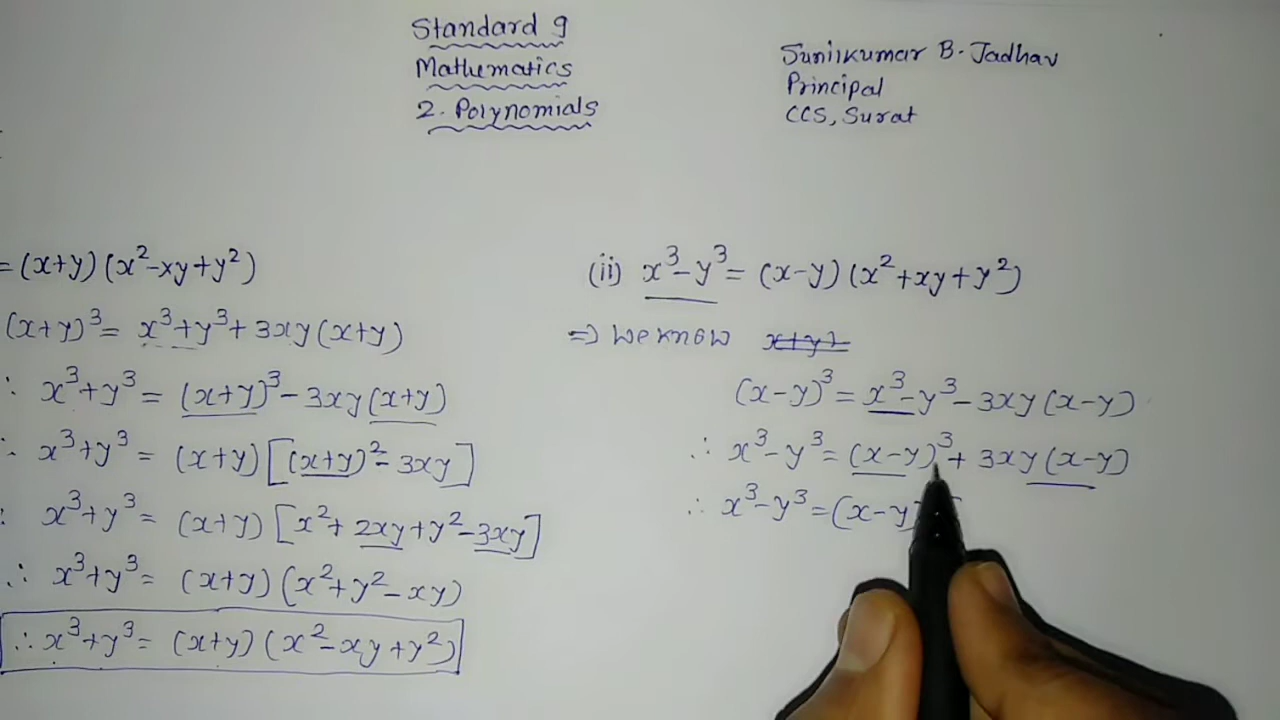 Standard 9
Mathematics
2. Polynomials
Sunilkumar B. Jadhav
Principal
CCS, Surat
= (x+y) (x²-xy+y²)
(x+y)³ = x³+y³+3xy(x+y)
∴ x³+y³ = (x+y)³-3xy(x+y)
∴ x³+y³ = (x+y)[(x+y)²-3xy]
∴ x³+y³ = (x+y)[x²+2xy+y²-3xy]
∴ x³+y³ = (x+y)(x²+y²-xy)
∴ x³+y³ = (x+y)(x²-xy+y²)
(ii) x³-y³ = (x-y)(x²+xy+y²)
⇒ We know
(x-y)³ = x³-y³-3xy(x-y)
∴ x³-y³ = (x-y)³+3xy(x-y)
∴ x³-y³ = (x-y)